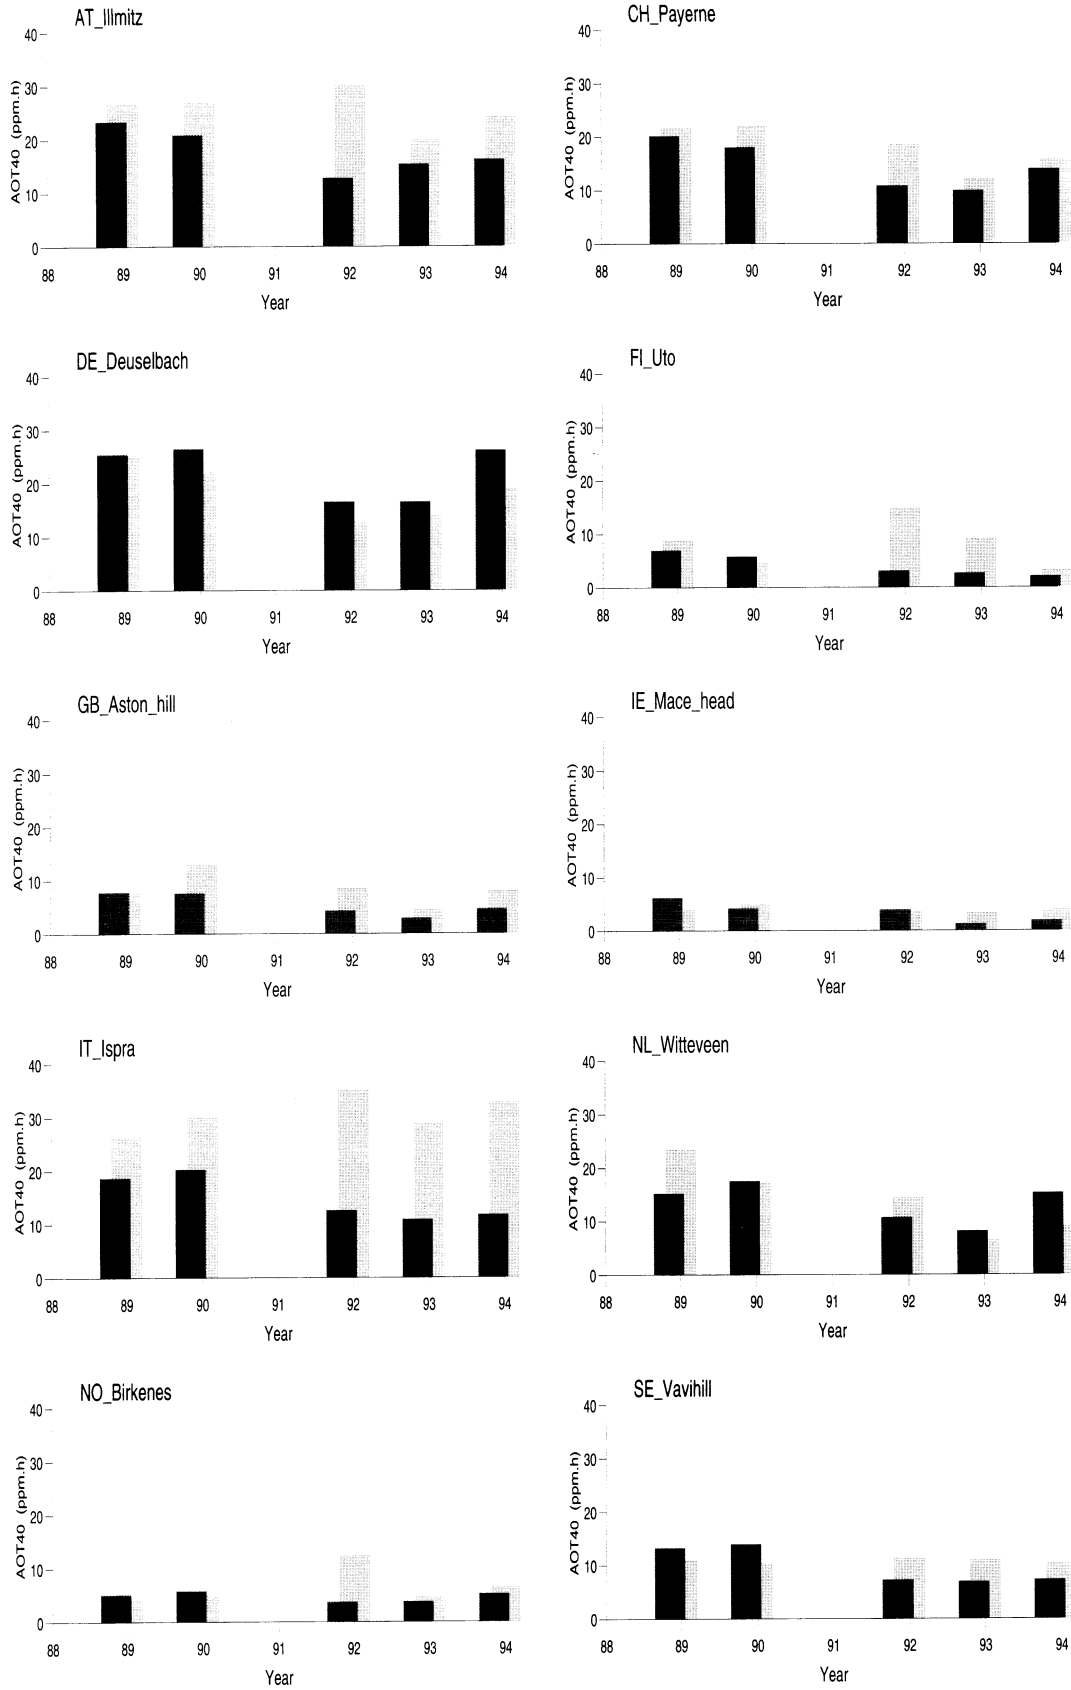 AT_Illmitz
40
30
20
10
0
AOT40 (ppm.h)
88 89 90 91 92 93 94
Year
CH_Payerne
40
30
20
10
0
AOT40 (ppm.h)
88 89 90 91 92 93 94
Year
DE_Deuselbach
40
30
20
10
0
AOT40 (ppm.h)
88 89 90 91 92 93 94
Year
FI_Uto
40
30
20
10
0
AOT40 (ppm.h)
88 89 90 91 92 93 94
Year
GB_Aston_hill
40
30
20
10
0
AOT40 (ppm.h)
88 89 90 91 92 93 94
Year
IE_Mace_head
40
30
20
10
0
AOT40 (ppm.h)
88 89 90 91 92 93 94
Year
IT_Ispra
40
30
20
10
0
AOT40 (ppm.h)
88 89 90 91 92 93 94
Year
NL_Witteveen
40
30
20
10
0
AOT40 (ppm.h)
88 89 90 91 92 93 94
Year
NO_Birkenes
40
30
20
10
0
AOT40 (ppm.h)
88 89 90 91 92 93 94
Year
SE_Vavihill
40
30
20
10
0
AOT40 (ppm.h)
88 89 90 91 92 93 94
Year